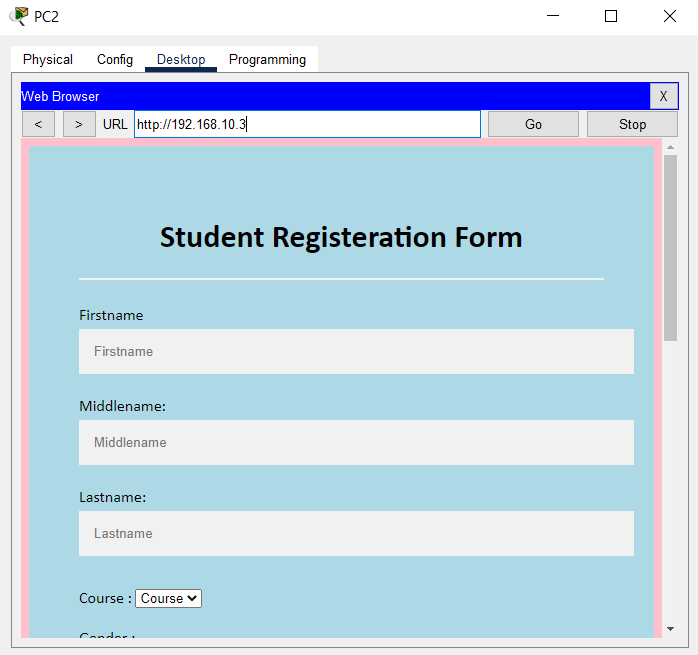 PC2
Physical Config Desktop Programming
Web Browser X
< > URL http://192.168.10.3 Go Stop
Student Registeration Form
Firstname
Firstname
Middlename:
Middlename
Lastname:
Lastname
Course : Course
Gender :